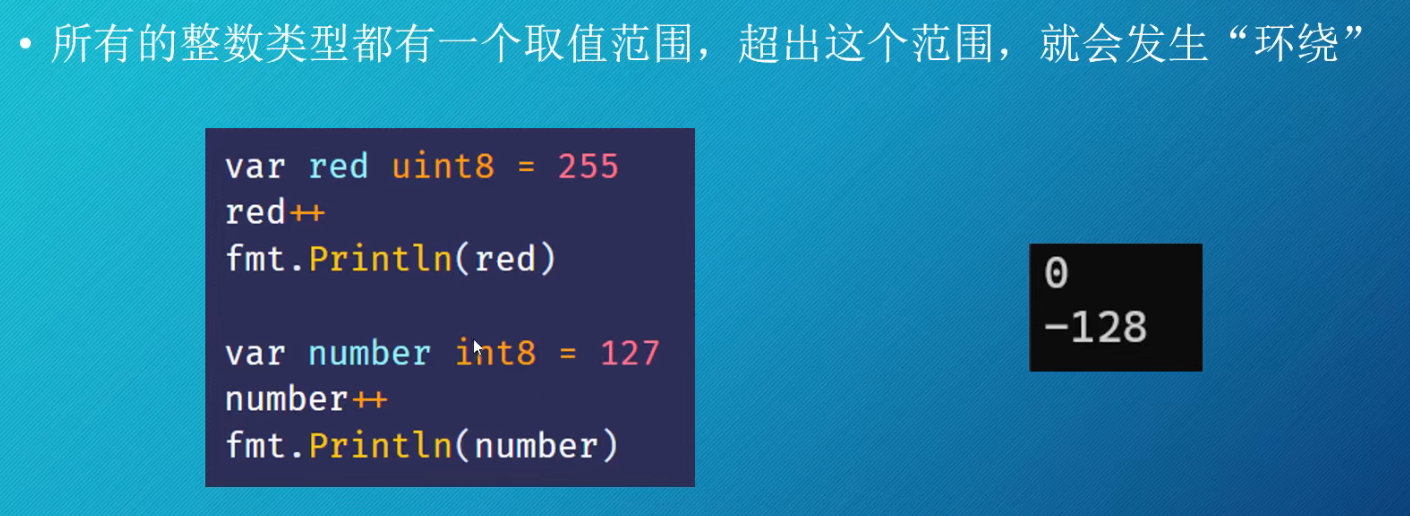 • 所有的整数类型都有一个取值范围，超出这个范围，就会发生“环绕”
var red uint8 = 255
red++
fmt.Println(red)
var number int8 = 127
number++
fmt.Println(number)
0
-128